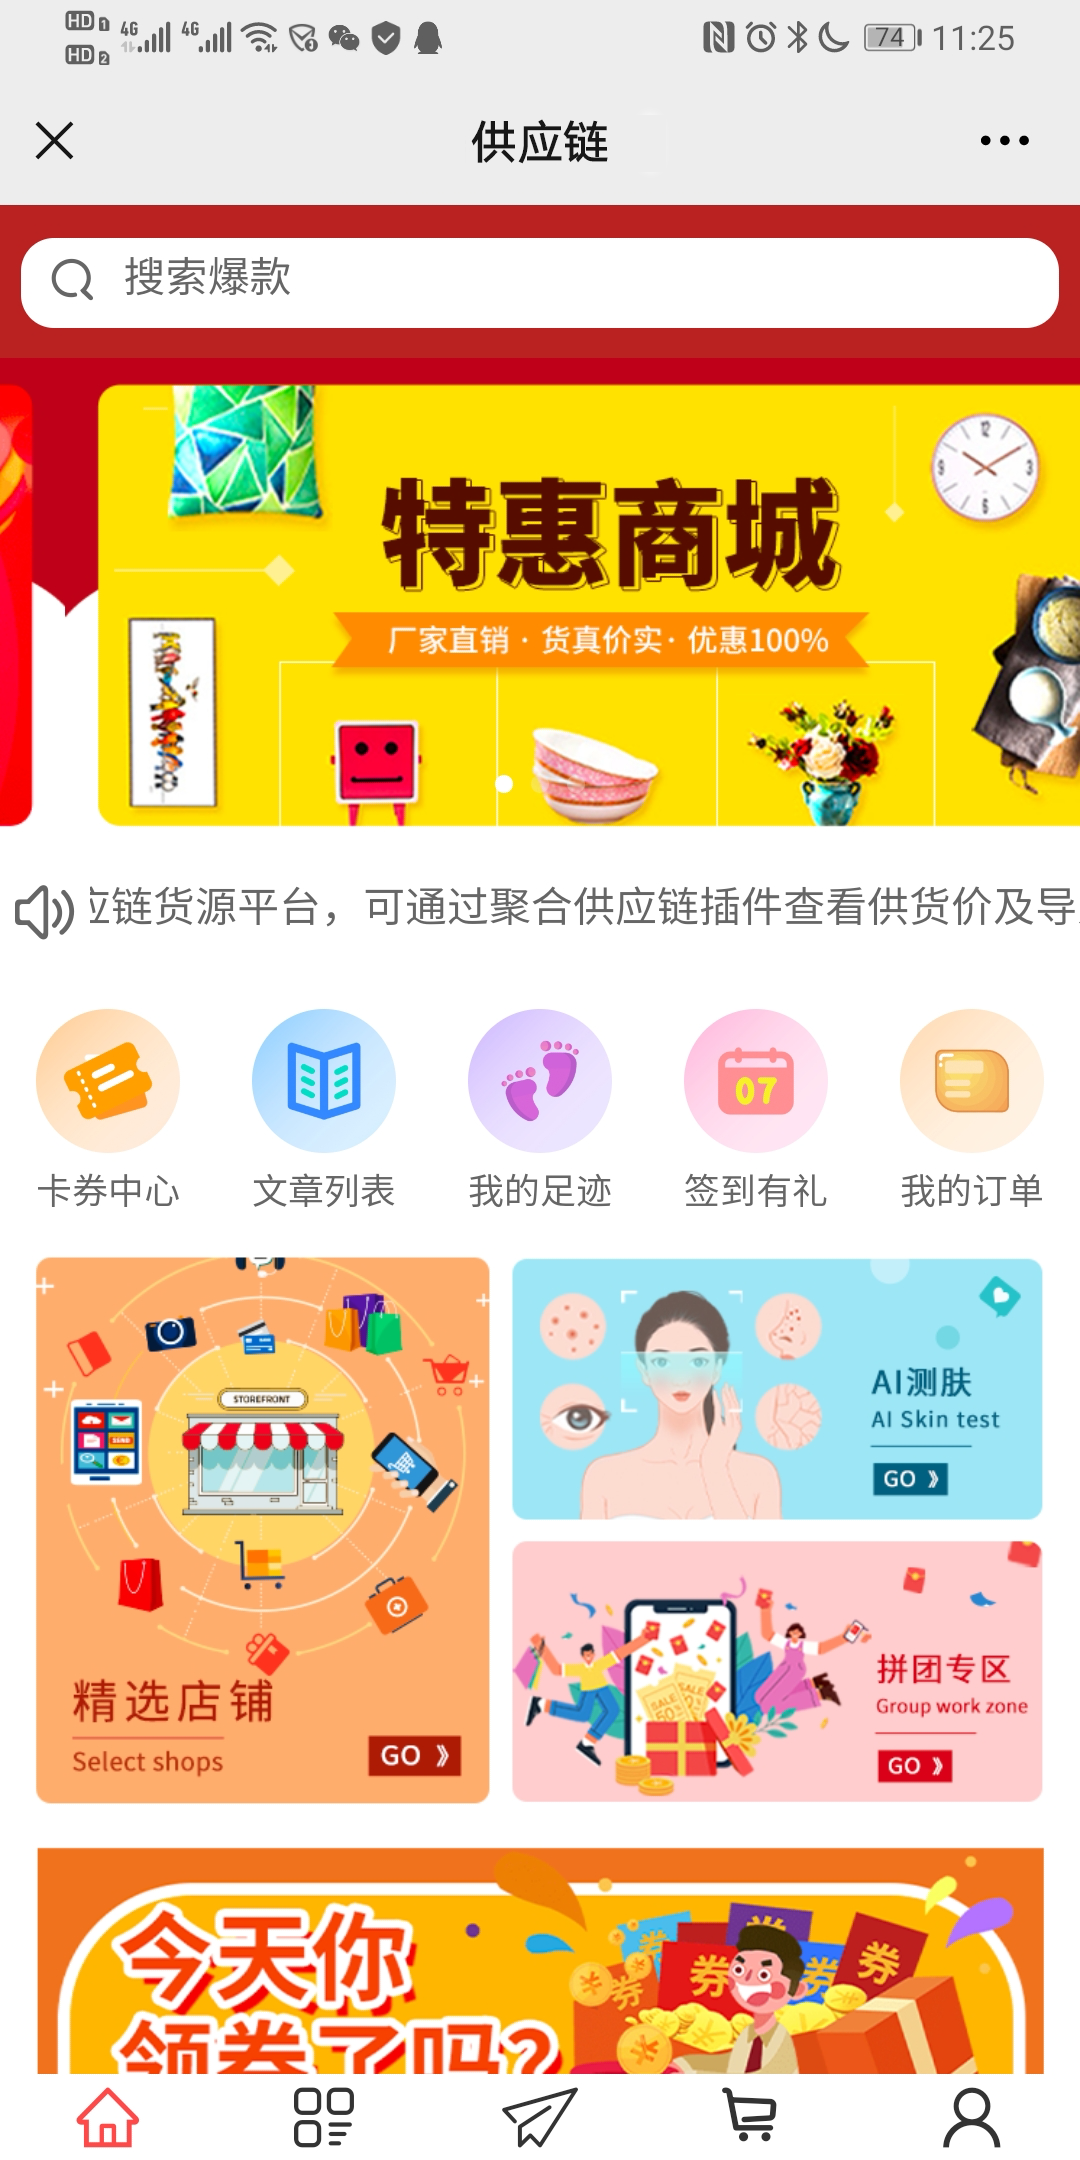 HD 1 4G 4G 74 11:25
HD 2
供应链
搜索爆款
特惠商城
厂家直销 · 货真价实 · 优惠100%
链货源平台，可通过聚合供应链插件查看供货价及导
07
卡券中心 文章列表 我的足迹 签到有礼 我的订单
STOREFRONT
精选店铺
Select shops
GO 》
AI测肤
AI Skin test
GO 》
拼团专区
Group work zone
GO 》
今天你
领券了吗?
券 券 券 券 券